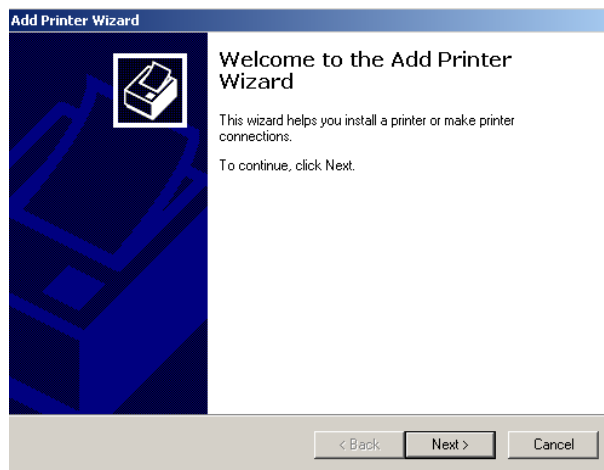 Add Printer Wizard
Welcome to the Add Printer
Wizard
This wizard helps you install a printer or make printer
connections.
To continue, click Next.
< Back
Next >
Cancel